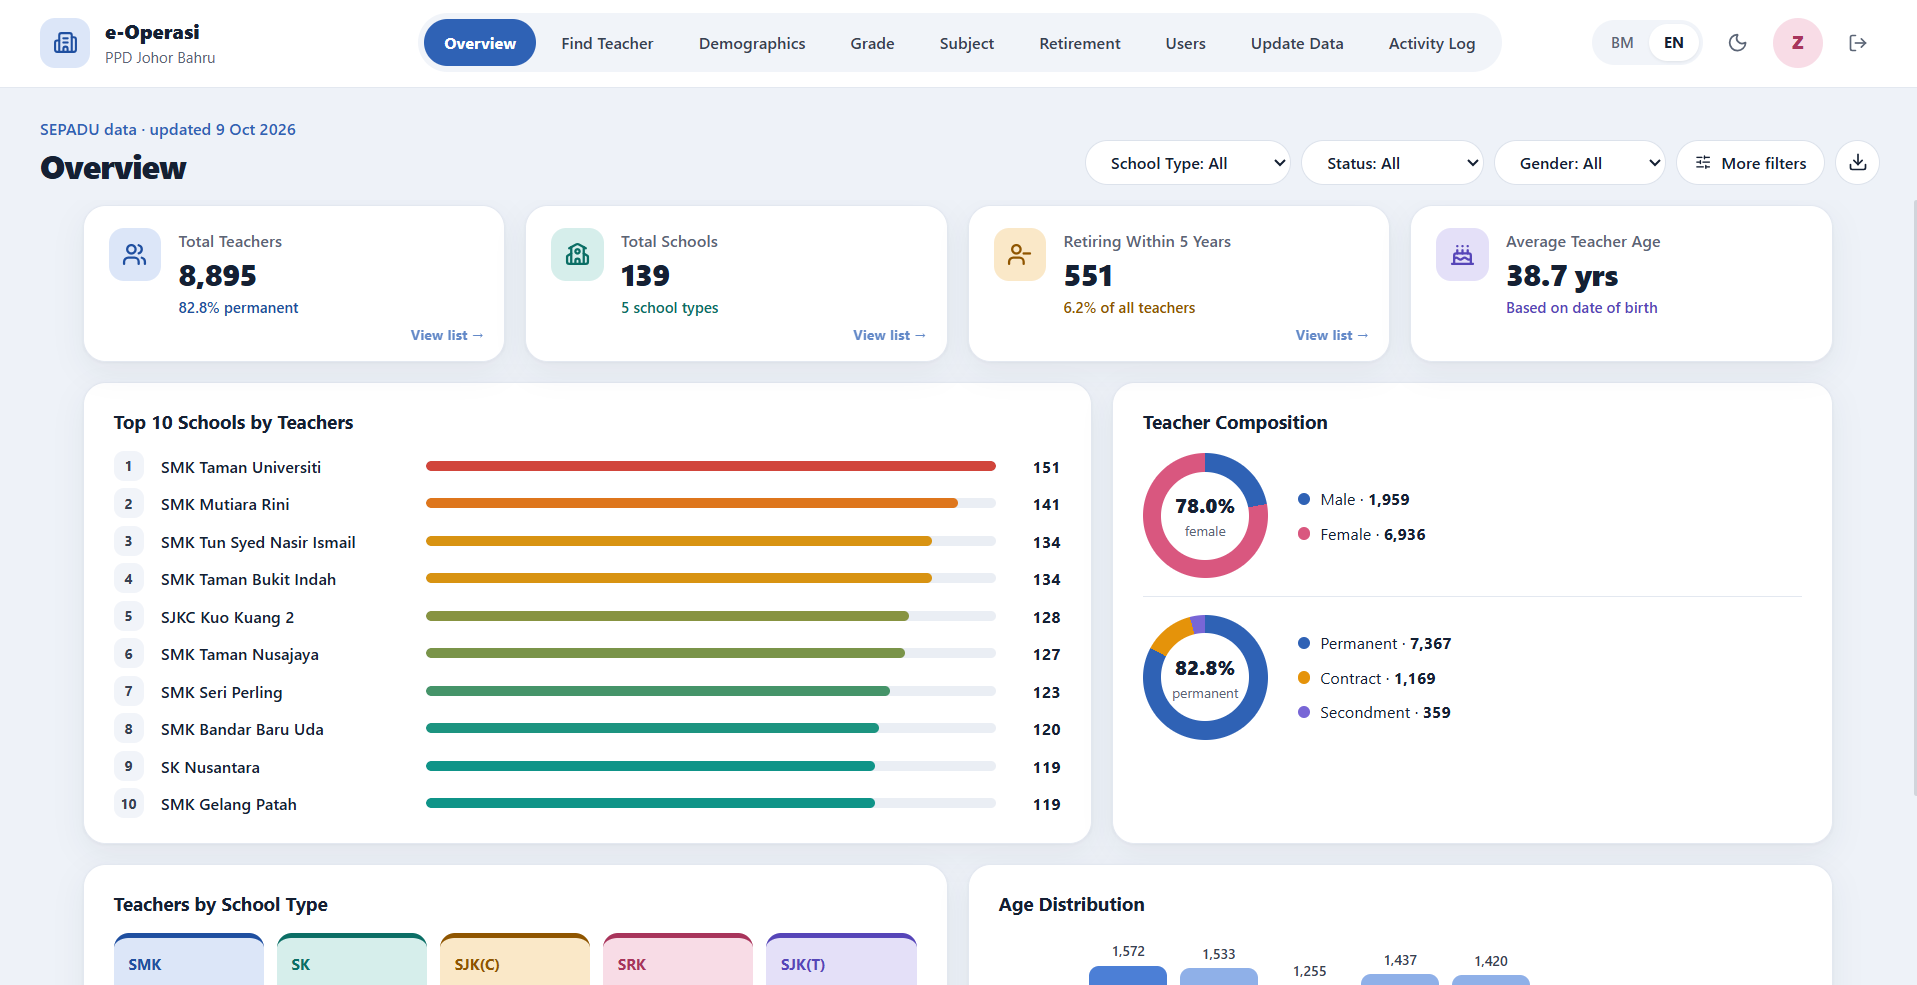 e-Operasi
PPD Johor Bahru
Overview
Find Teacher
Demographics
Grade
Subject
Retirement
Users
Update Data
Activity Log
BM
EN
Z
SEPADU data · updated 9 Oct 2026
Overview
School Type: All
Status: All
Gender: All
More filters
Total Teachers
8,895
82.8% permanent
View list →
Total Schools
139
5 school types
View list →
Retiring Within 5 Years
551
6.2% of all teachers
View list →
Average Teacher Age
38.7 yrs
Based on date of birth
Top 10 Schools by Teachers
1 SMK Taman Universiti 151
2 SMK Mutiara Rini 141
3 SMK Tun Syed Nasir Ismail 134
4 SMK Taman Bukit Indah 134
5 SJKC Kuo Kuang 2 128
6 SMK Taman Nusajaya 127
7 SMK Seri Perling 123
8 SMK Bandar Baru Uda 120
9 SK Nusantara 119
10 SMK Gelang Patah 119
Teacher Composition
78.0%
female
Male · 1,959
Female · 6,936
82.8%
permanent
Permanent · 7,367
Contract · 1,169
Secondment · 359
Teachers by School Type
SMK
SK
SJK(C)
SRK
SJK(T)
Age Distribution
1,572
1,533
1,255
1,437
1,420